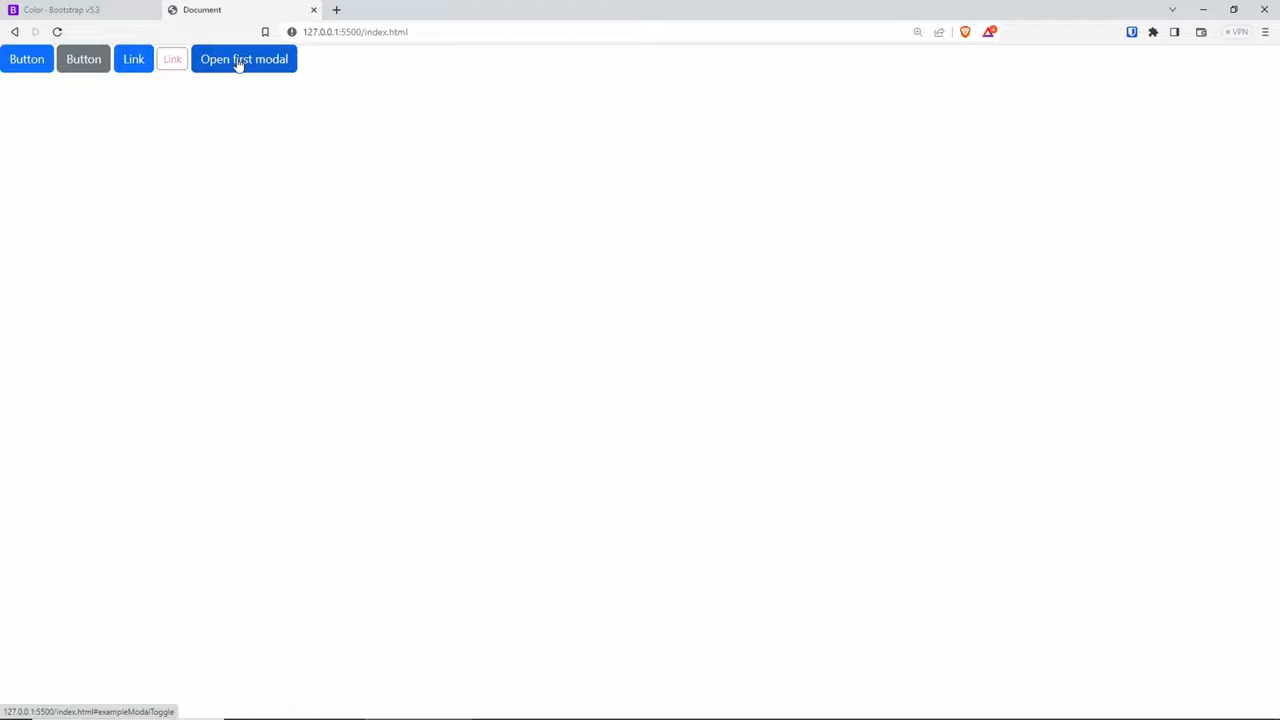 Color - Bootstrap v5.3
Document
127.0.0.1:5500/index.html
VPN
Button
Button
Link
Link
Open first modal
127.0.0.1:5500/index.html#exampleModalToggle